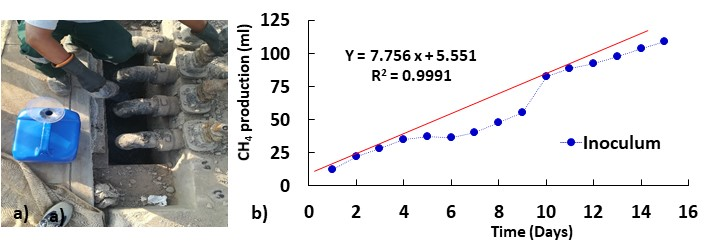 a) a)
b)
CH₄ production (ml)
125
100
75
50
25
0
Y = 7.756 x + 5.551
R² = 0.9991
Inoculum
0 2 4 6 8 10 12 14 16
Time (Days)